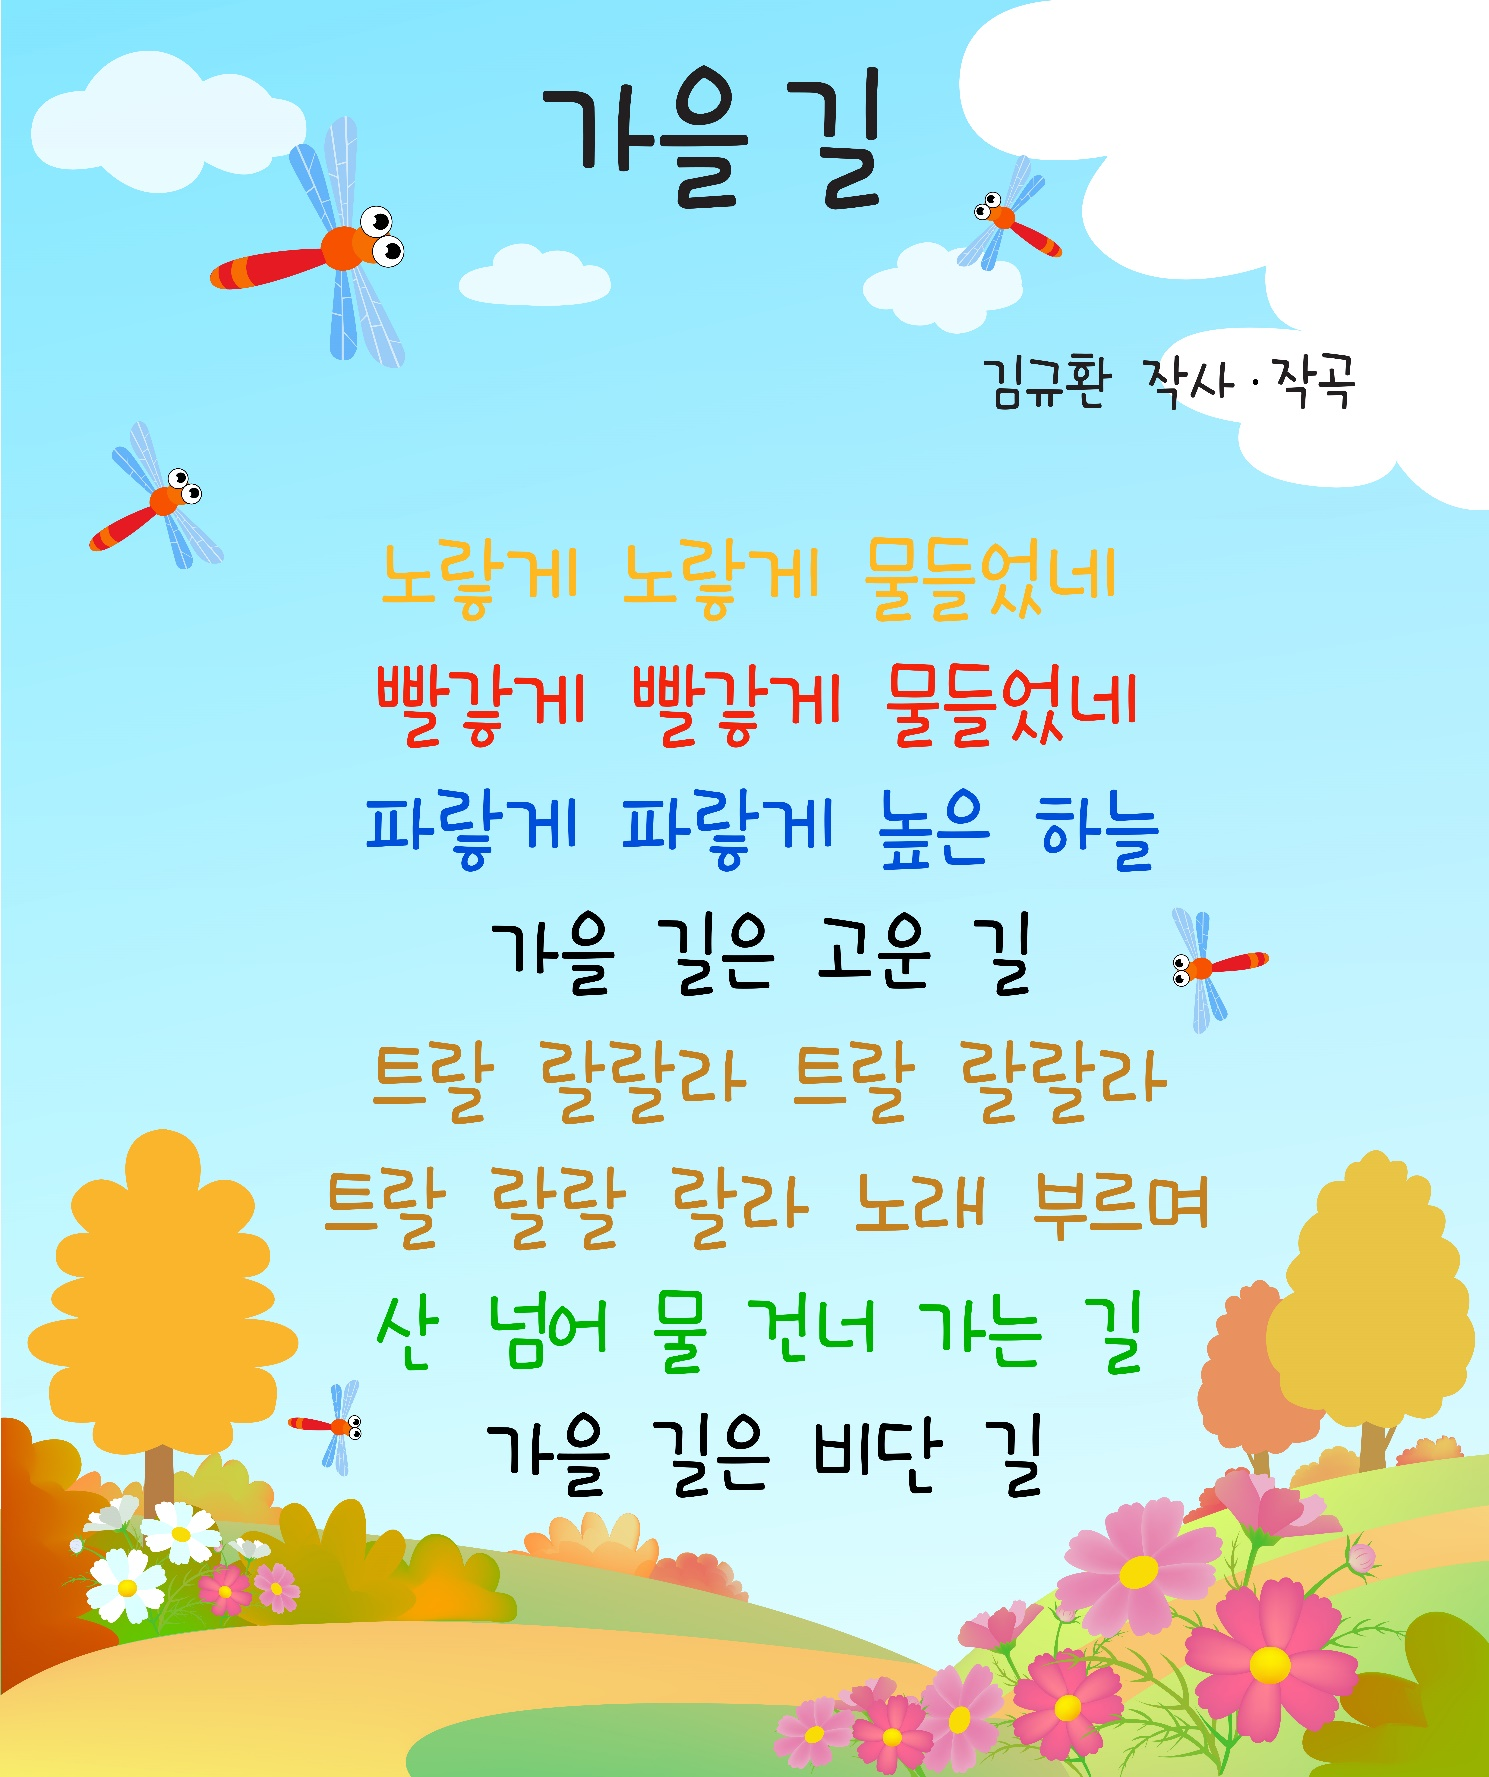 가을 길
김규환 작사·작곡
노랗게 노랗게 물들었네
빨갛게 빨갛게 물들었네
파랗게 파랗게 높은 하늘
가을 길은 고운 길
트랄 랄랄라 트랄 랄랄라
트랄 랄랄 랄라 노래 부르며
산 넘어 물 건너 가는 길
가을 길은 비단 길